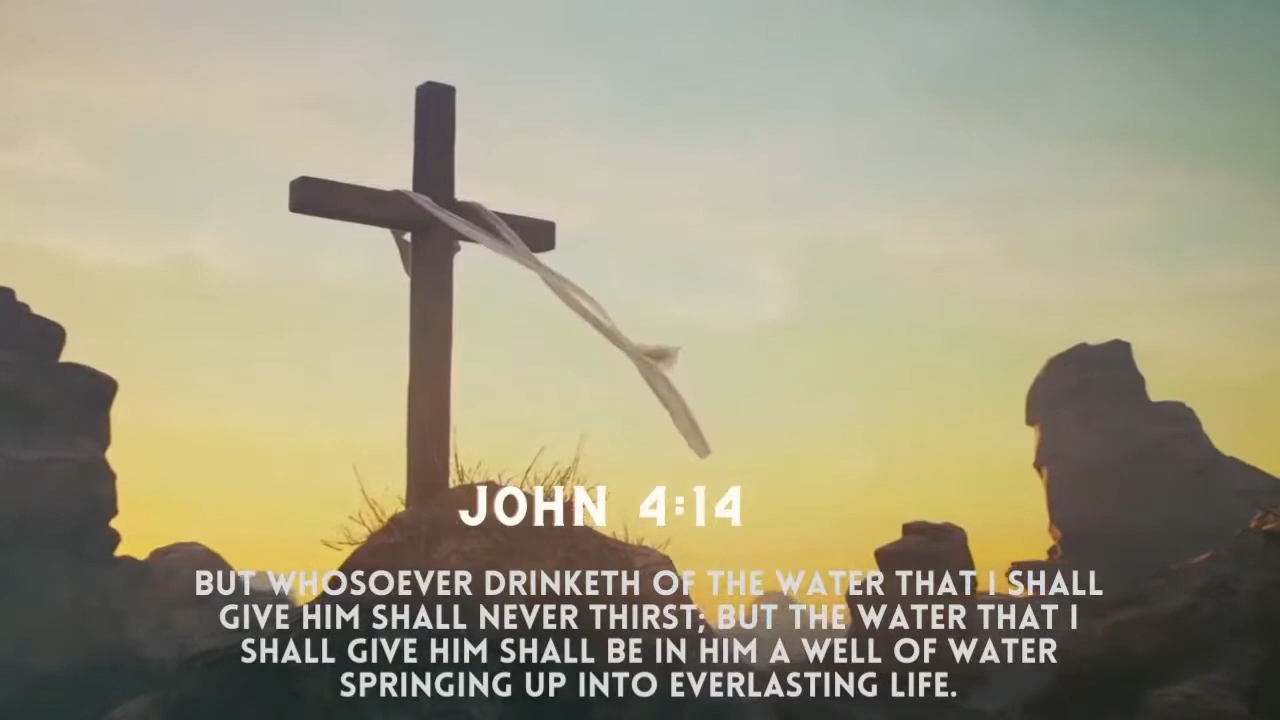 JOHN 4:14
BUT WHOSOEVER DRINKETH OF THE WATER THAT I SHALL
GIVE HIM SHALL NEVER THIRST; BUT THE WATER THAT I
SHALL GIVE HIM SHALL BE IN HIM A WELL OF WATER
SPRINGING UP INTO EVERLASTING LIFE.